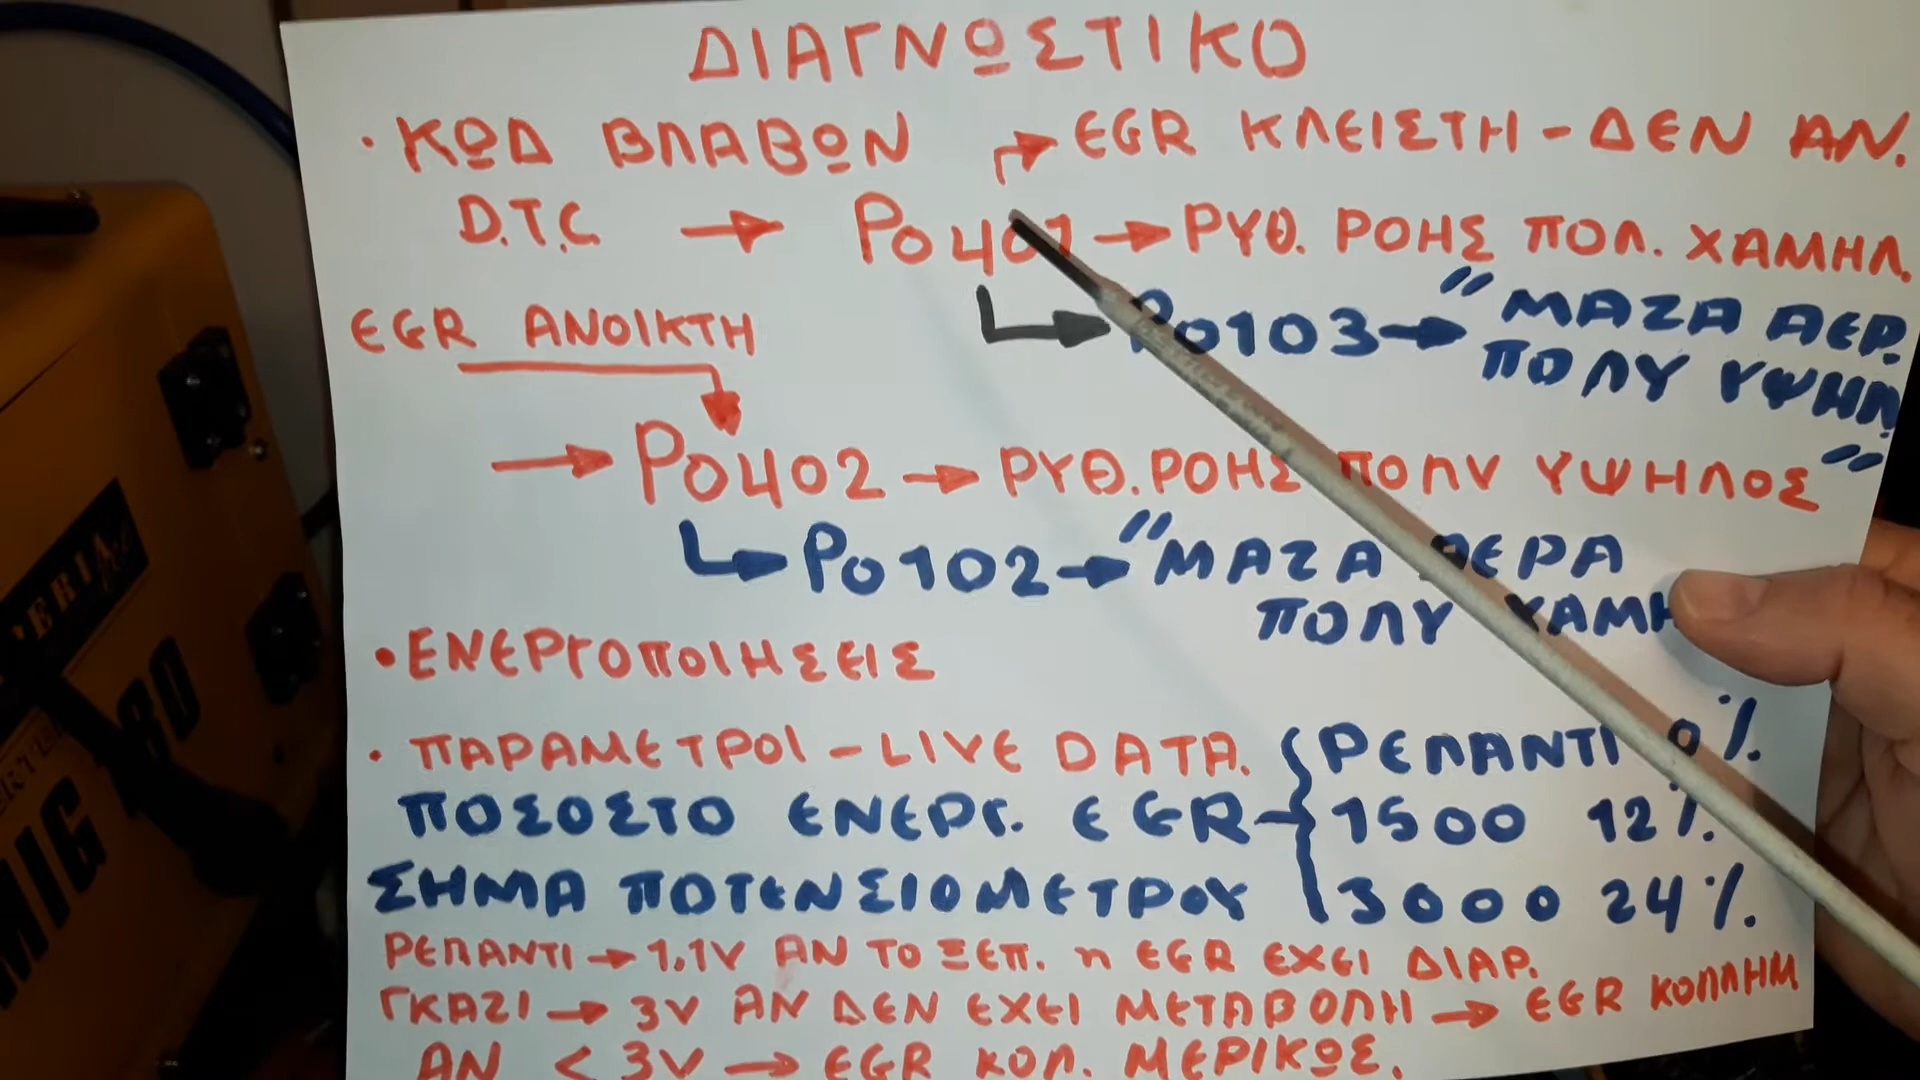 ΔΙΑΓΝΩΣΤΙΚΟ
· ΚΩΔ ΒΛΑΒΩΝ → EGR ΚΛΕΙΣΤΗ - ΔΕΝ ΑΝ.
D.T.C. → P0401 → ΡΥΘ. ΡΟΗΣ ΠΟΛ. ΧΑΜΗΛ.
P0103 → "ΜΑΖΑ ΑΕΡ.
ΠΟΛΥ ΥΨΗΛ"
EGR ΑΝΟΙΚΤΗ
→ P0402 → ΡΥΘ. ΡΟΗΣ ΠΟΛΥ ΥΨΗΛΟΣ
P0102 → "ΜΑΖΑ ΑΕΡΑ
ΠΟΛΥ
• ΕΝΕΡΓΟΠΟΙΗΣΕΙΣ
· ΠΑΡΑΜΕΤΡΟΙ - LIVE DATA. { ΡΕΛΑΝΤΙ 0%
ΠΟΣΟΣΤΟ ΕΝΕΡΓ. EGR - { 1500 12%.
ΣΗΜΑ ΠΟΤΕΝΣΙΟΜΕΤΡΟΥ { 3000 24%.
ΡΕΛΑΝΤΙ → 1.1V ΑΝ ΤΟ ΞΕΠ. η EGR ΕΧΕΙ ΔΙΑΡ.
ΓΚΑΖΙ → 3V ΑΝ ΔΕΝ ΕΧΕΙ ΜΕΤΑΒΟΛΗ → EGR ΚΟΛΛΗΜ
ΑΝ < 3V → EGR ΚΟΛ. ΜΕΡΙΚΩΣ.
MIG